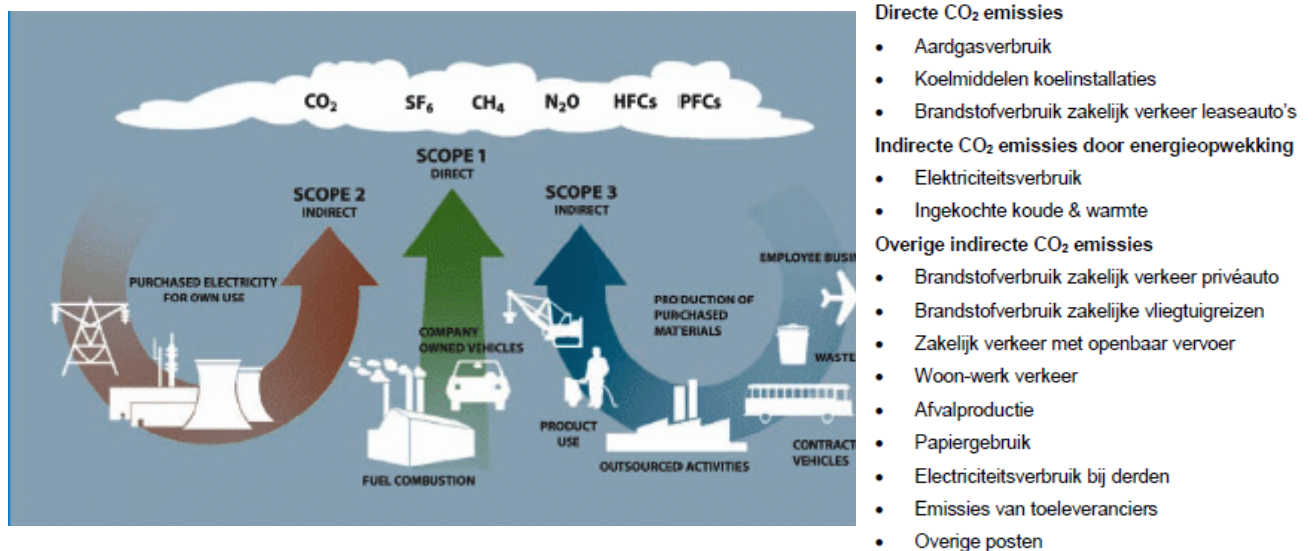 CO₂ SF₆ CH₄ N₂O HFCs PFCs
SCOPE 1
DIRECT
SCOPE 2
INDIRECT
SCOPE 3
INDIRECT
PURCHASED ELECTRICITY
FOR OWN USE
COMPANY
OWNED VEHICLES
FUEL COMBUSTION
PRODUCTION OF
PURCHASED
MATERIALS
EMPLOYEE BUSIN
WASTE
PRODUCT
USE
OUTSOURCED ACTIVITIES
CONTRACT
VEHICLES
Directe CO₂ emissies
• Aardgasverbruik
• Koelmiddelen koelinstallaties
• Brandstofverbruik zakelijk verkeer leaseauto's
Indirecte CO₂ emissies door energieopwekking
• Elektriciteitsverbruik
• Ingekochte koude & warmte
Overige indirecte CO₂ emissies
• Brandstofverbruik zakelijk verkeer privéauto
• Brandstofverbruik zakelijke vliegtuigreizen
• Zakelijk verkeer met openbaar vervoer
• Woon-werk verkeer
• Afvalproductie
• Papiergebruik
• Electriciteitsverbruik bij derden
• Emissies van toeleveranciers
• Overige posten